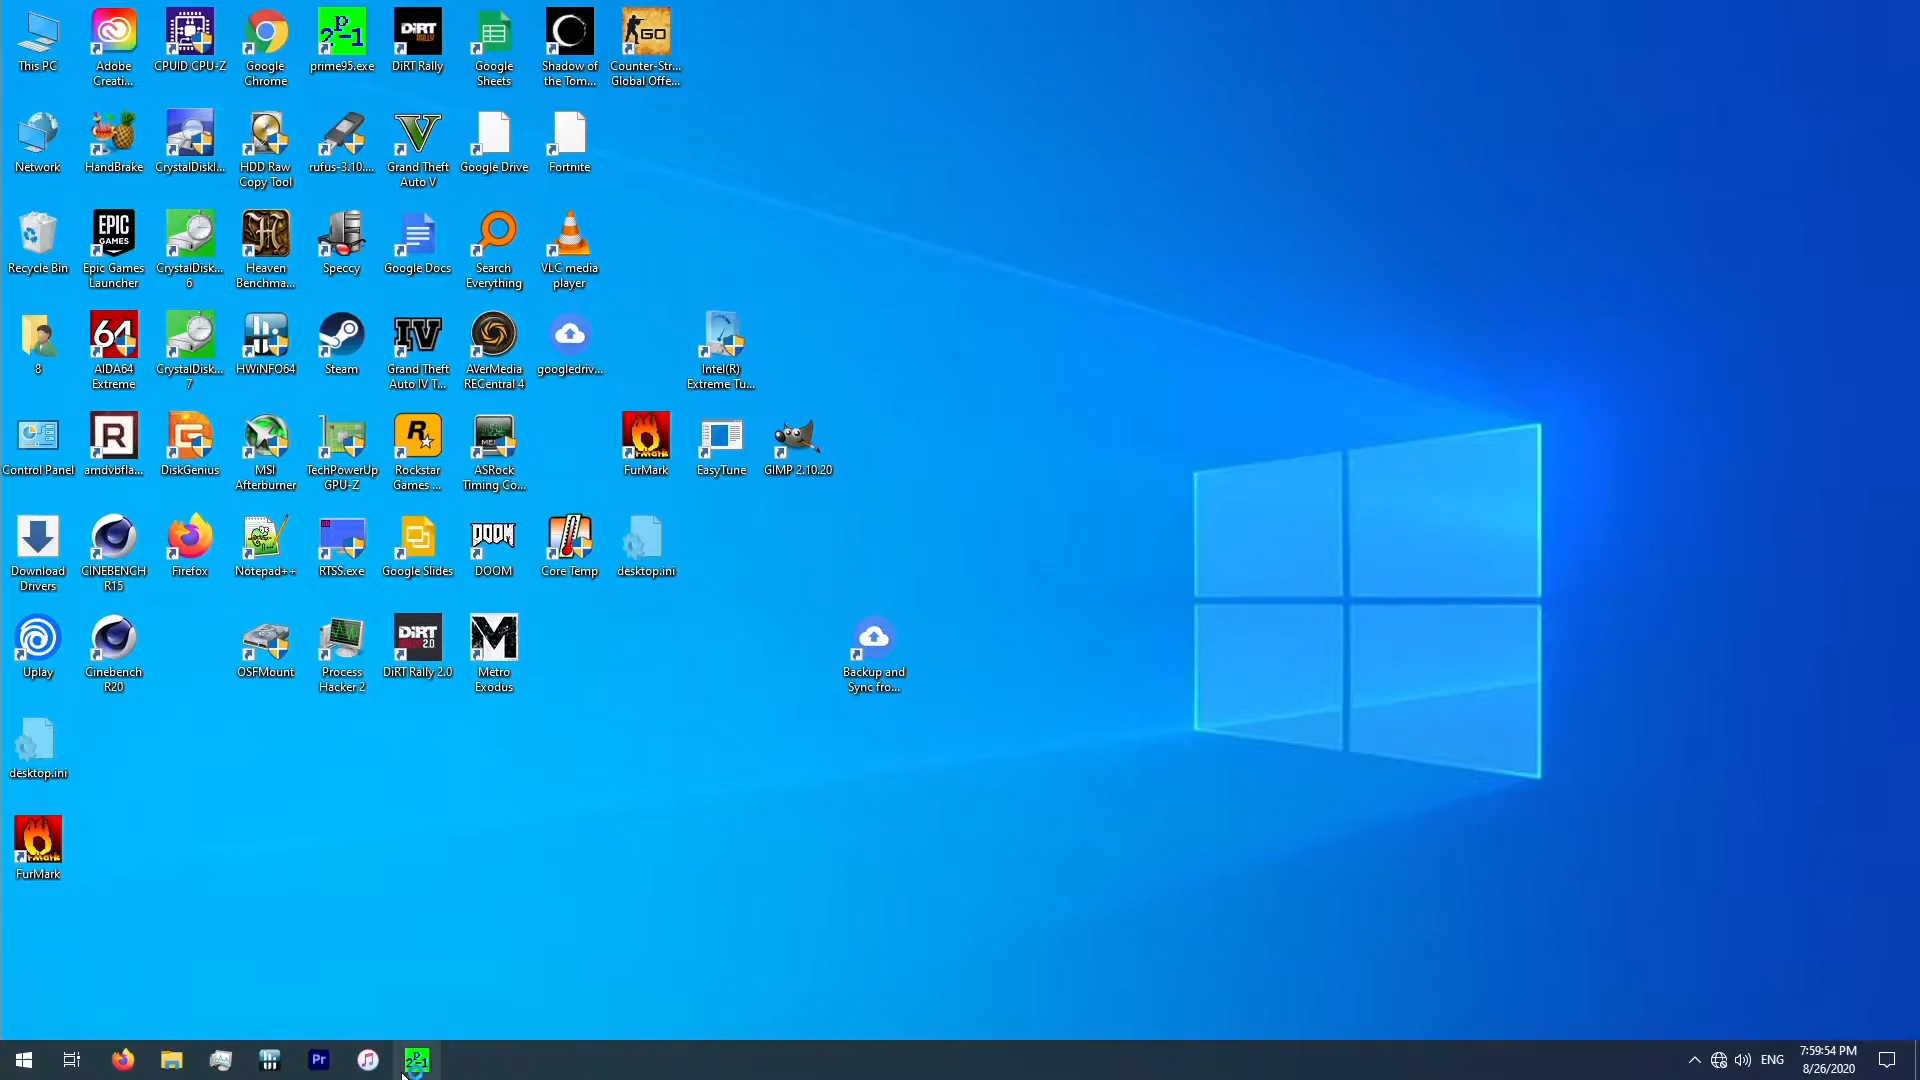 This PC
Adobe
Creati...
CPUID CPU-Z
Google
Chrome
prime95.exe
DiRT Rally
Google
Sheets
Shadow of
the Tom...
Counter-Str...
Global Offe...
Network
HandBrake
CrystalDiskI...
HDD Raw
Copy Tool
rufus-3.10....
Grand Theft
Auto V
Google Drive
Fortnite
Recycle Bin
Epic Games
Launcher
CrystalDisk...
6
Heaven
Benchma...
Speccy
Google Docs
Search
Everything
VLC media
player
8
AIDA64
Extreme
CrystalDisk...
7
HWiNFO64
Steam
Grand Theft
Auto IV T...
AVerMedia
RECentral 4
googledriv...
Intel(R)
Extreme Tu...
Control Panel
amdvbfla...
DiskGenius
MSI
Afterburner
TechPowerUp
GPU-Z
Rockstar
Games ...
ASRock
Timing Co...
FurMark
EasyTune
GIMP 2.10.20
Download
Drivers
CINEBENCH
R15
Firefox
Notepad++
RTSS.exe
Google Slides
DOOM
Core Temp
desktop.ini
Uplay
Cinebench
R20
OSFMount
Process
Hacker 2
DiRT Rally 2.0
Metro
Exodus
Backup and
Sync fro...
desktop.ini
FurMark
ENG
7:59:54 PM
8/26/2020